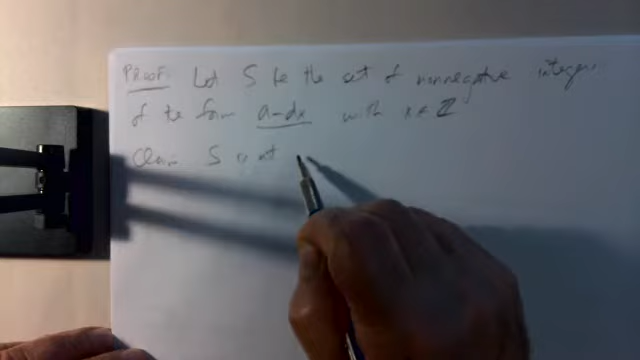 PROOF: Let S be the set of nonnegative integers
of the form a-dx with x ∈ ℤ
Claim S is not